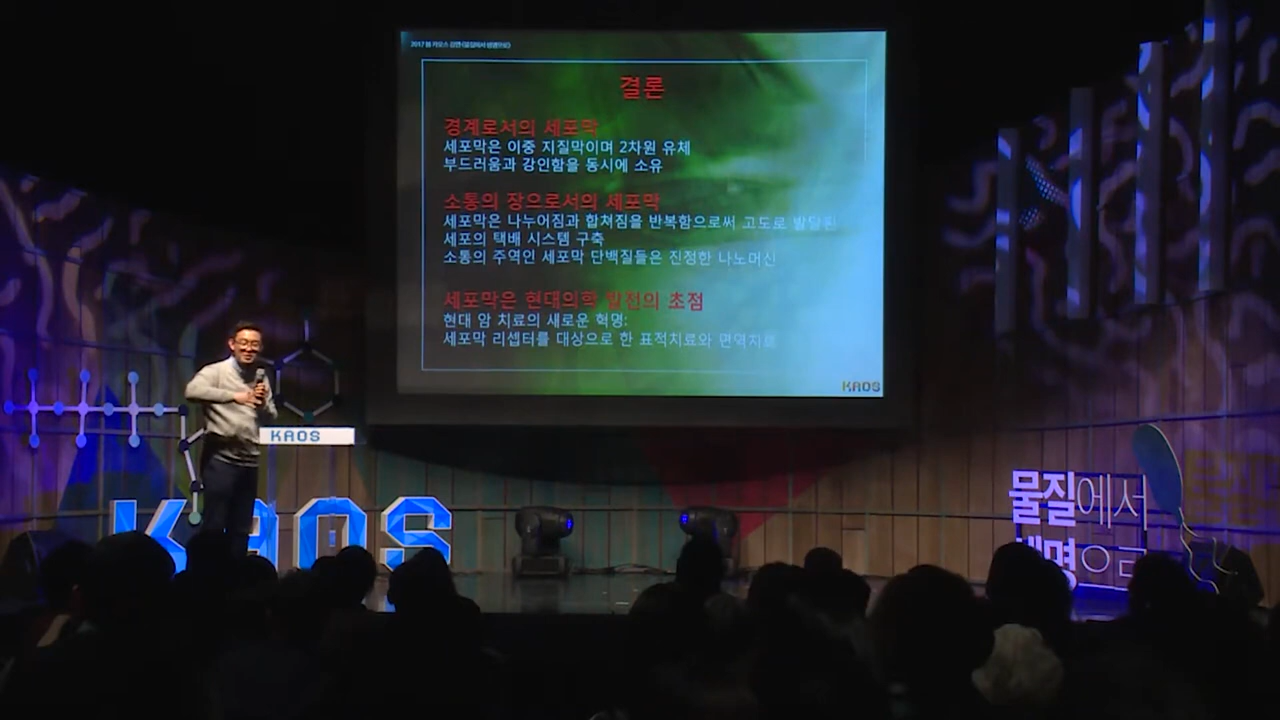 2017 봄 카오스 강연 <물질에서 생명으로>
결론
경계로서의 세포막
세포막은 이중 지질막이며 2차원 유체
부드러움과 강인함을 동시에 소유
소통의 장으로서의 세포막
세포막은 나누어짐과 합쳐짐을 반복함으로써 고도로 발달된
세포의 택배 시스템 구축
소통의 주역인 세포막 단백질들은 진정한 나노머신
세포막은 현대의학 발전의 초점
현대 암 치료의 새로운 혁명:
세포막 리셉터를 대상으로 한 표적치료와 면역치료
KAOS
KAOS
KAOS
물질에서
생명으로